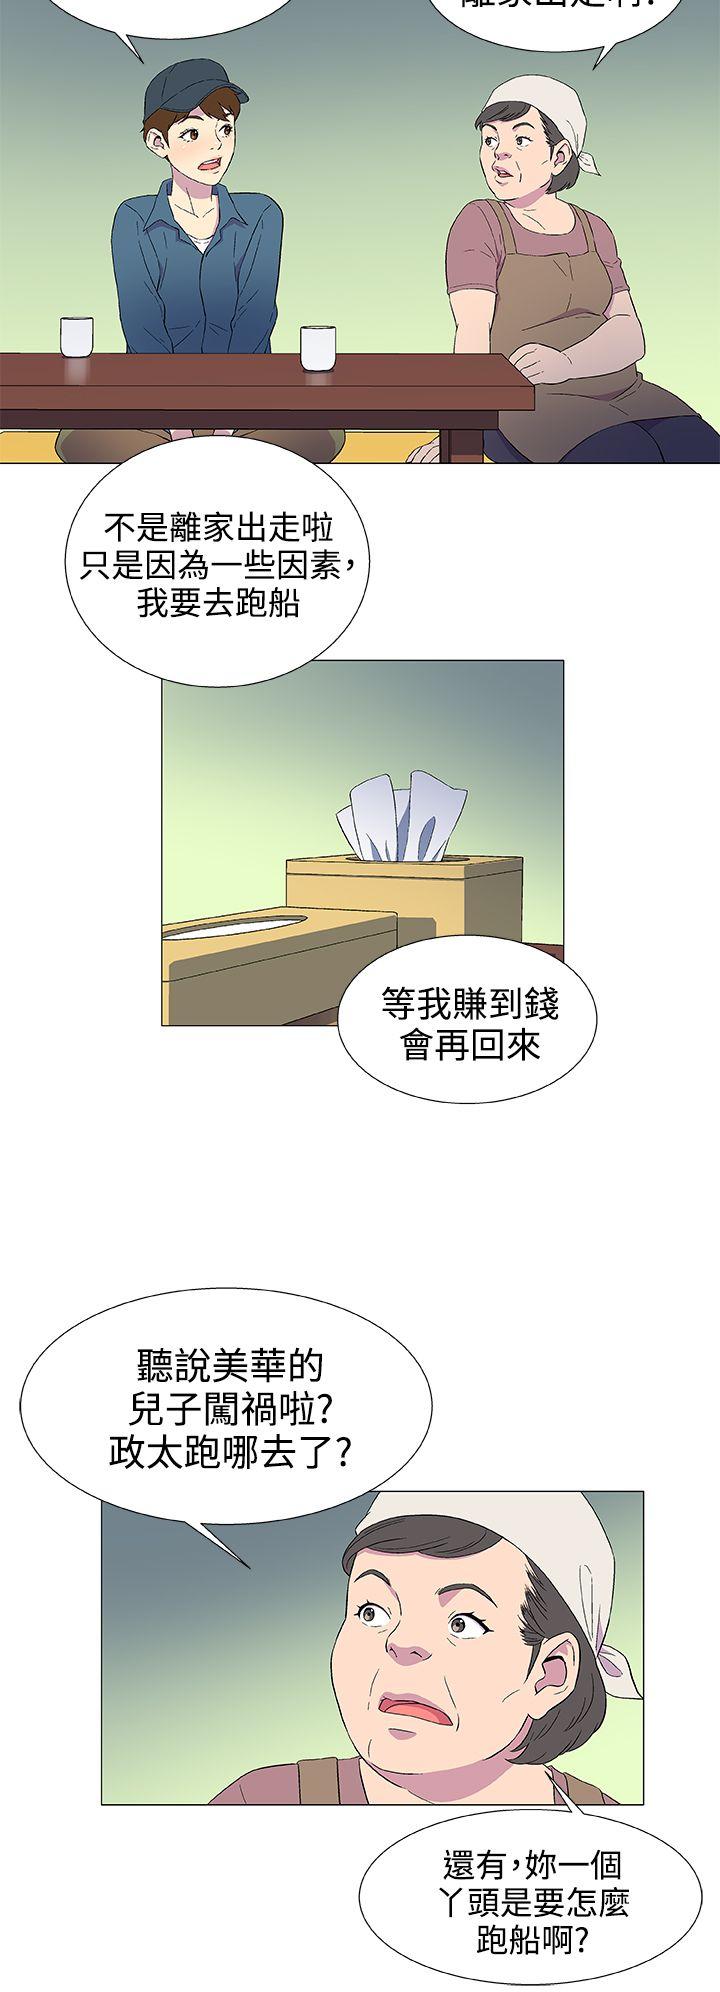 離家出走啊?
不是離家出走啦
只是因為一些因素，
我要去跑船
等我賺到錢
會再回來
聽說美華的
兒子闖禍啦?
政太跑哪去了?
還有，妳一個
丫頭是要怎麼
跑船啊?